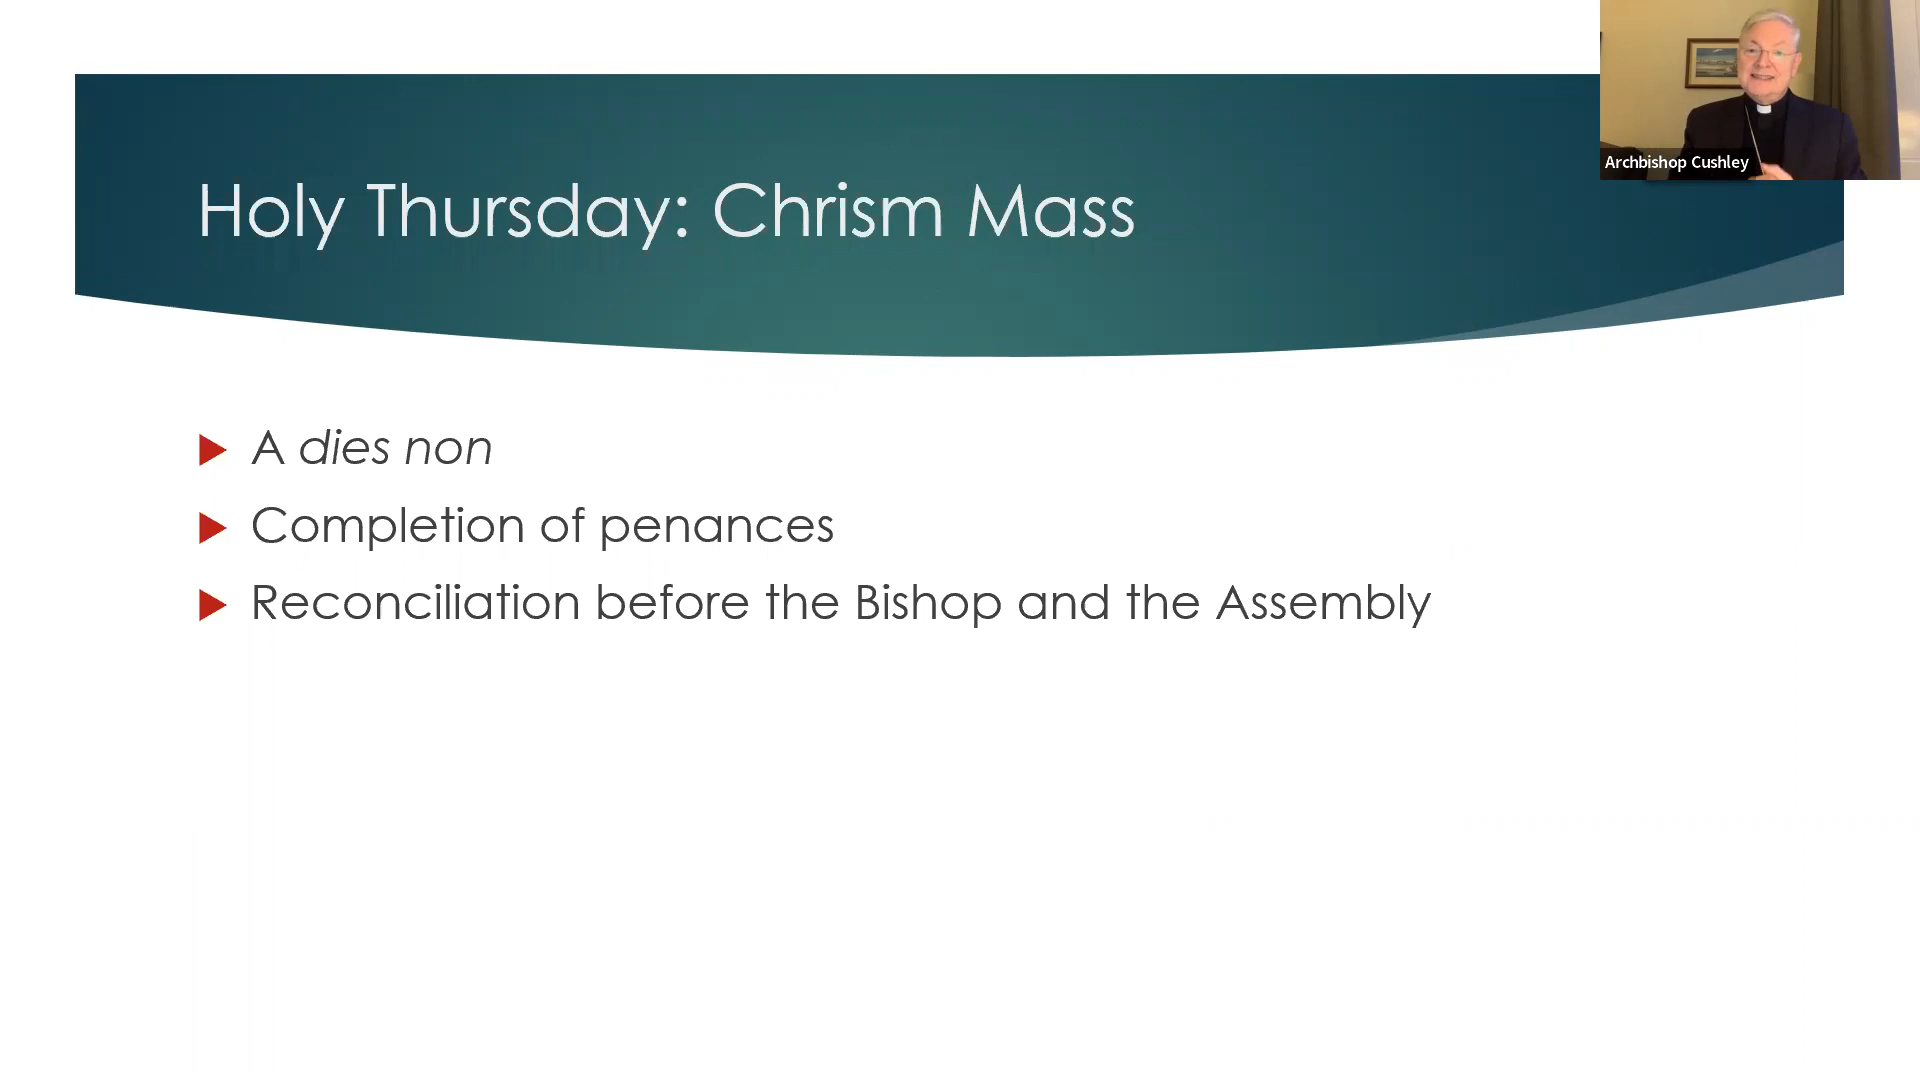 Archbishop Cushley
Holy Thursday: Chrism Mass
A dies non
Completion of penances
Reconciliation before the Bishop and the Assembly